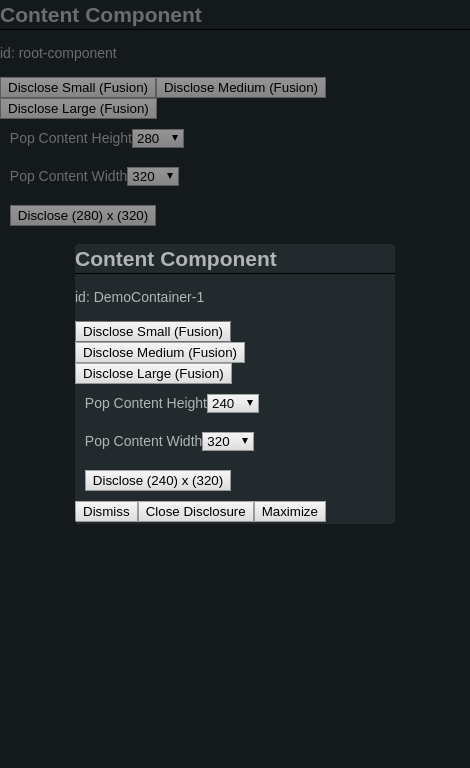 Content Component
id: root-component
Disclose Small (Fusion) Disclose Medium (Fusion)
Disclose Large (Fusion)
Pop Content Height 280
Pop Content Width 320
Disclose (280) x (320)
Content Component
id: DemoContainer-1
Disclose Small (Fusion)
Disclose Medium (Fusion)
Disclose Large (Fusion)
Pop Content Height 240
Pop Content Width 320
Disclose (240) x (320)
Dismiss Close Disclosure Maximize